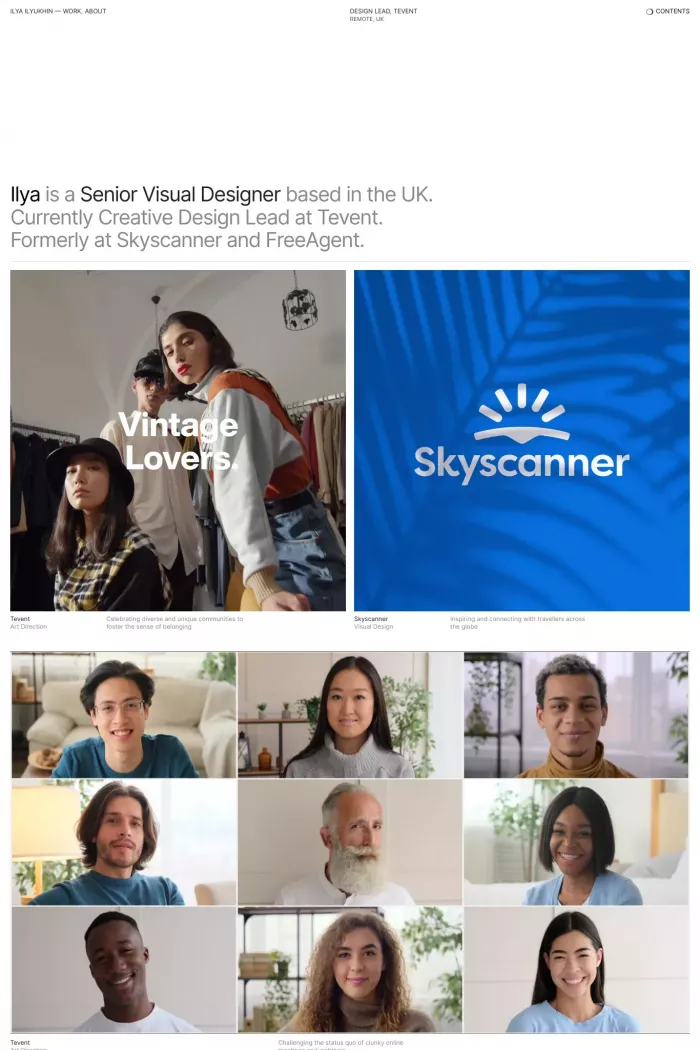 ILYA ILYUKHIN — WORK, ABOUT
DESIGN LEAD, TEVENT
REMOTE, UK
CONTENTS
Ilya is a Senior Visual Designer based in the UK.
Currently Creative Design Lead at Tevent.
Formerly at Skyscanner and FreeAgent.
Vintage
Lovers.
Skyscanner
Tevent
Art Direction
Celebrating diverse and unique communities to
foster the sense of belonging
Skyscanner
Visual Design
Inspiring and connecting with travellers across
the globe
Tevent
Challenging the status quo of clunky online